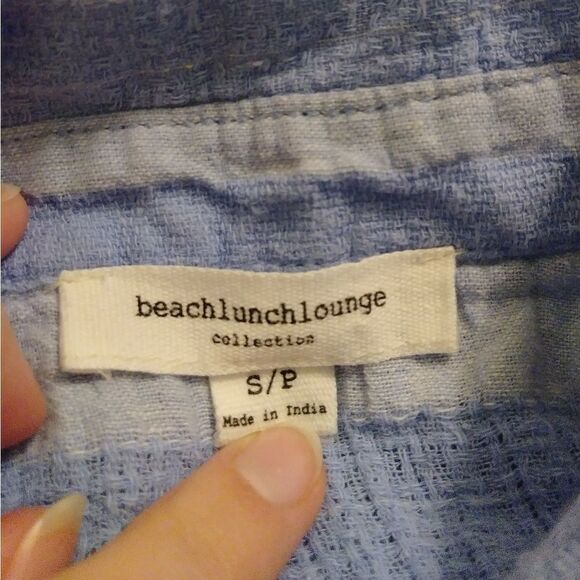 beachlunchlounge
collection
S/P
Made in India